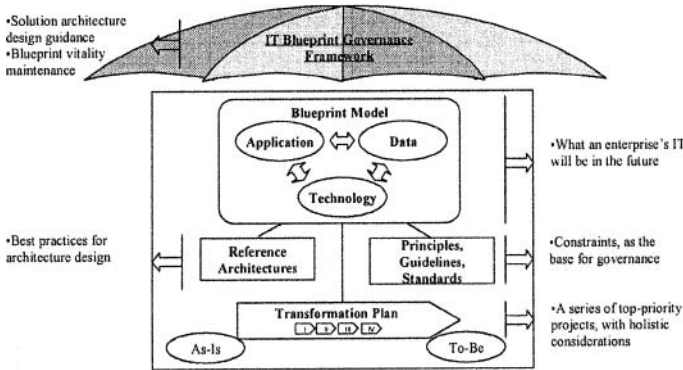 •Solution architecture
design guidance
•Blueprint vitality
maintenance
IT Blueprint Governance
Framework
Blueprint Model
Application
Data
Technology
•What an enterprise's IT
will be in the future
•Best practices for
architecture design
Reference
Architectures
Principles,
Guidelines,
Standards
•Constraints, as the
base for governance
Transformation Plan
I
II
III
IV
As-Is
To-Be
•A series of top-priority
projects, with holistic
considerations